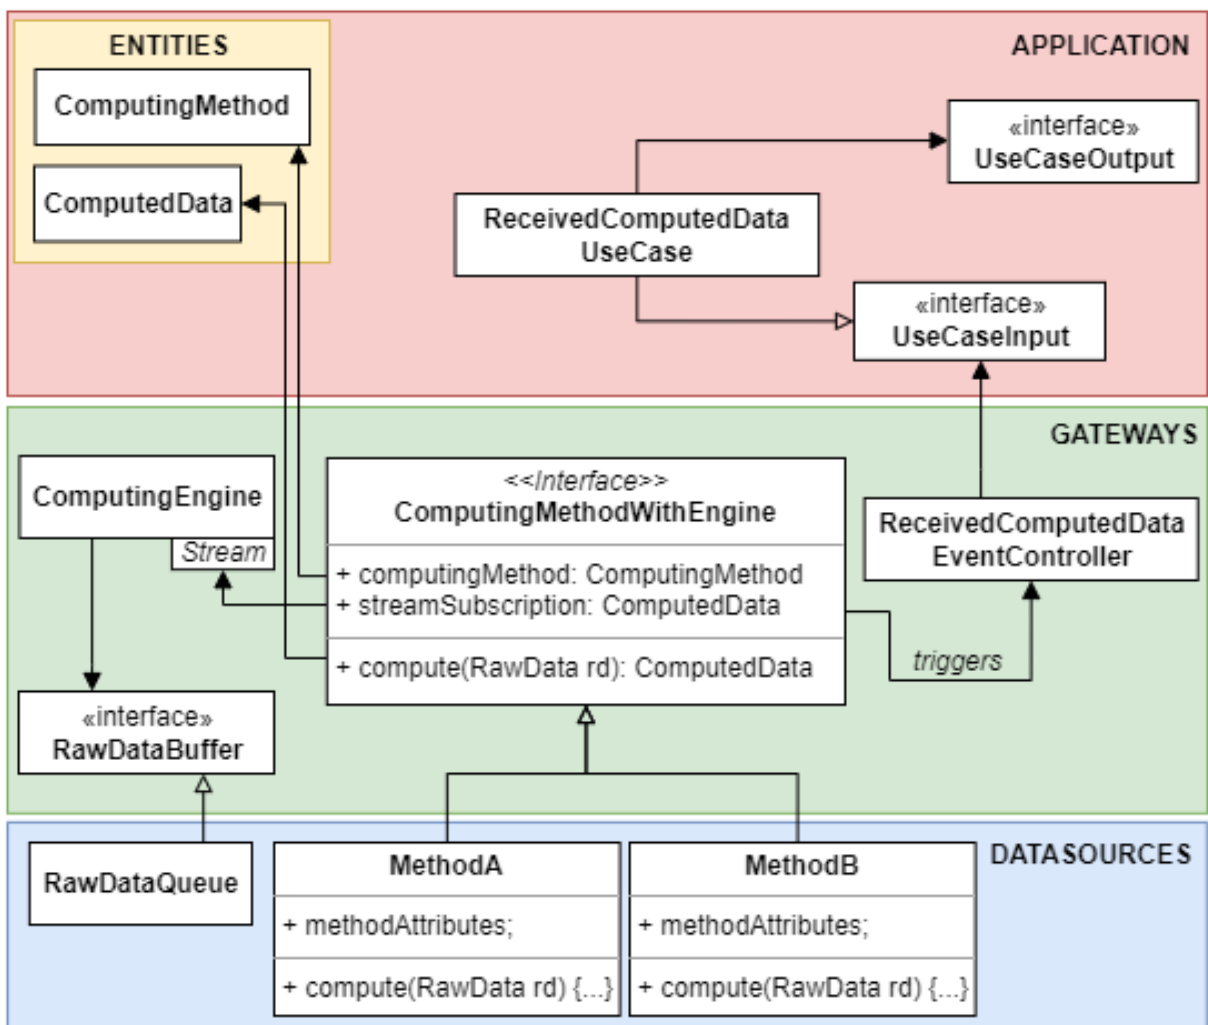 ENTITIES
APPLICATION
ComputingMethod
«interface»
UseCaseOutput
ComputedData
ReceivedComputedData
UseCase
«interface»
UseCaseInput
GATEWAYS
ComputingEngine
Stream
<<Interface>>
ComputingMethodWithEngine
+ computingMethod: ComputingMethod
+ streamSubscription: ComputedData
+ compute(RawData rd): ComputedData
ReceivedComputedData
EventController
triggers
«interface»
RawDataBuffer
DATASOURCES
RawDataQueue
MethodA
+ methodAttributes;
+ compute(RawData rd) {...}
MethodB
+ methodAttributes;
+ compute(RawData rd) {...}